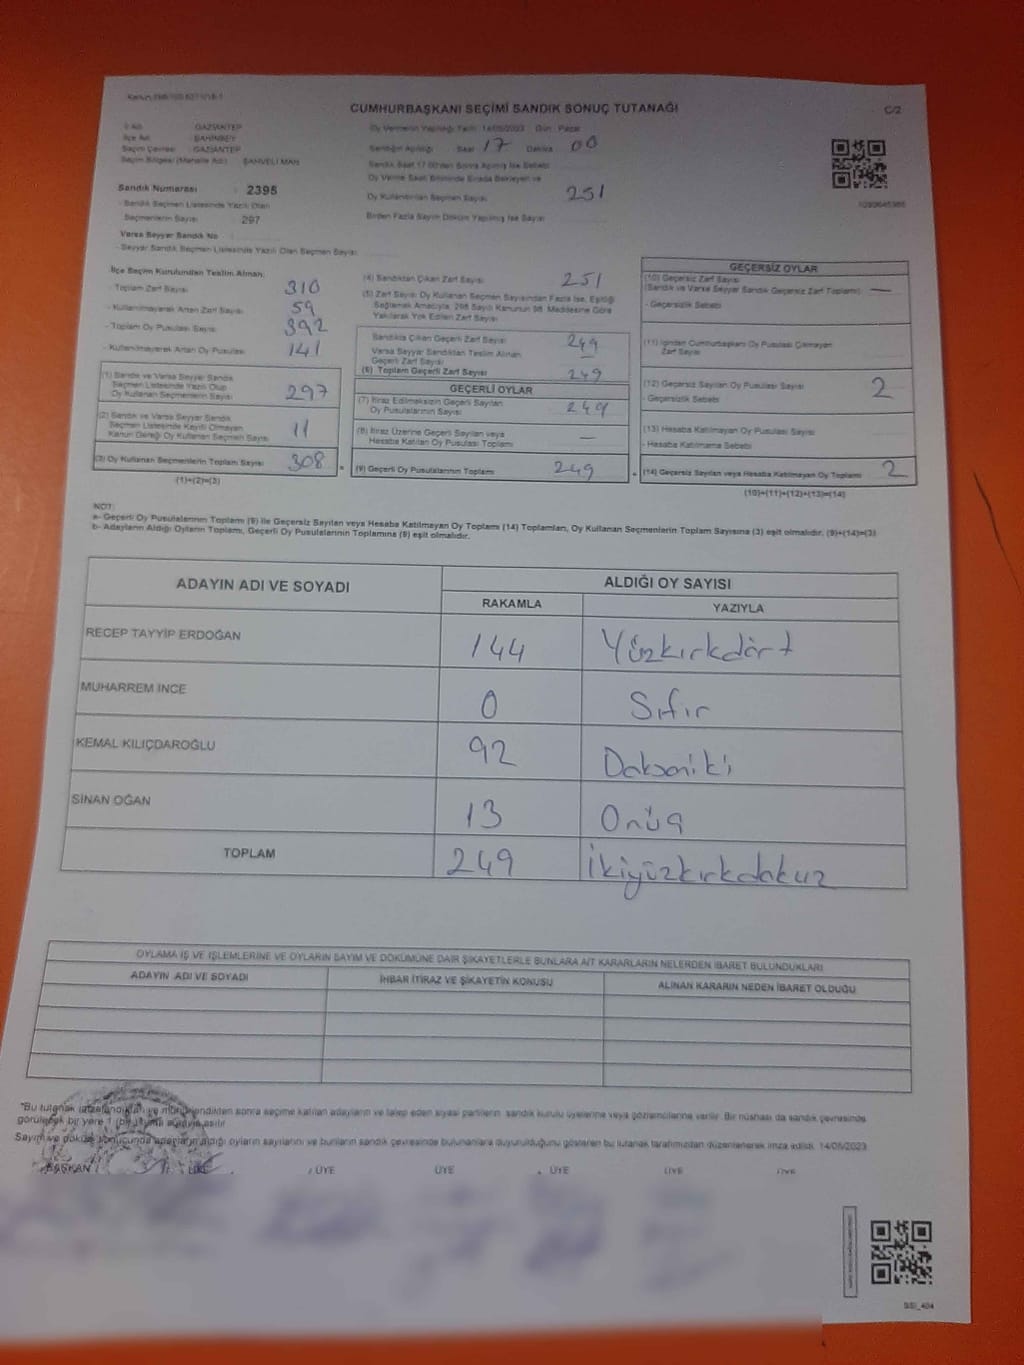 CUMHURBAŞKANI SEÇİMİ SANDIK SONUÇ TUTANAĞI
C/2
İl Adı : GAZİANTEP
İlçe Adı : ŞAHİNBEY
Seçim Çevresi : GAZİANTEP
Seçim Bölgesi (Mahalle Adı) : ŞAHVELİ MAH
Sandık Numarası : 2395
- Sandık Seçmen Listesinde Yazılı Olan
Seçmenlerin Sayısı : 297
Varsa Seyyar Sandık No
- Seyyar Sandık Seçmen Listesinde Yazılı Olan Seçmen Sayısı
Oy Vermenin Yapıldığı Tarih : 14/05/2023 Gün : Pazar
Sandığın Açıldığı Saat 17 Dakika 00
Sandık Saat 17.00'den Sonra Açılmış İse Sebebi
Oy Verme Saati Bitiminde Sırada Bekleyen ve
Oy Kullandırılan Seçmen Sayısı 251
Birden Fazla Sayım Döküm Yapılmış İse Sayısı
İlçe Seçim Kurulundan Teslim Alınan:
- Toplam Zarf Sayısı 310
- Kullanılmayarak Artan Zarf Sayısı 59
- Toplam Oy Pusulası Sayısı 392
- Kullanılmayarak Artan Oy Pusulası 141
(1) Sandık ve Varsa Seyyar Sandık
Seçmen Listesinde Yazılı Olup
Oy Kullanan Seçmenlerin Sayısı 297
(2) Sandık ve Varsa Seyyar Sandık
Seçmen Listesinde Kayıtlı Olmayan
Kanun Gereği Oy Kullanan Seçmen Sayısı 11
(3) Oy Kullanan Seçmenlerin Toplam Sayısı 308
(1)+(2)=(3)
(4) Sandıktan Çıkan Zarf Sayısı 251
(5) Zarf Sayısı Oy Kullanan Seçmen Sayısından Fazla İse, Eşitliği
Sağlamak Amacıyla, 298 Sayılı Kanunun 98. Maddesine Göre
Yakılarak Yok Edilen Zarf Sayısı
Sandıkta Çıkan Geçerli Zarf Sayısı 249
Varsa Seyyar Sandıktan Teslim Alınan
Geçerli Zarf Sayısı —
(6) Toplam Geçerli Zarf Sayısı 249
GEÇERLİ OYLAR
(7) İtiraz Edilmeksizin Geçerli Sayılan
Oy Pusulalarının Sayısı 249
(8) İtiraz Üzerine Geçerli Sayılan veya
Hesaba Katılan Oy Pusulası Toplamı —
(9) Geçerli Oy Pusulalarının Toplamı 249
GEÇERSİZ OYLAR
(10) Geçersiz Zarf Sayısı
(Sandık ve Varsa Seyyar Sandık Geçersiz Zarf Toplamı) —
- Geçersizlik Sebebi
(11) İçinden Cumhurbaşkanı Oy Pusulası Çıkmayan
Zarf Sayısı
(12) Geçersiz Sayılan Oy Pusulası Sayısı 2
- Geçersizlik Sebebi
(13) Hesaba Katılmayan Oy Pusulası Sayısı
- Hesaba Katılmama Sebebi
(14) Geçersiz Sayılan veya Hesaba Katılmayan Oy Toplamı 2
(10)+(11)+(12)+(13)=(14)
NOT:
a- Geçerli Oy Pusulalarının Toplamı (9) ile Geçersiz Sayılan veya Hesaba Katılmayan Oy Toplamı (14) Toplamları, Oy Kullanan Seçmenlerin Toplam Sayısına (3) eşit olmalıdır. (9)+(14)=(3)
b- Adayların Aldığı Oyların Toplamı, Geçerli Oy Pusulalarının Toplamına (9) eşit olmalıdır.
ADAYIN ADI VE SOYADI
ALDIĞI OY SAYISI
RAKAMLA YAZIYLA
RECEP TAYYİP ERDOĞAN 144 Yüzkırkdört
MUHARREM İNCE 0 Sıfır
KEMAL KILIÇDAROĞLU 92 Doksaniki
SİNAN OĞAN 13 Onüç
TOPLAM 249 İkiyüzkırkdokuz
OYLAMA İŞ VE İŞLEMLERİNE VE OYLARIN SAYIM VE DÖKÜMÜNE DAİR ŞİKAYETLERLE BUNLARA AİT KARARLARIN NELERDEN İBARET BULUNDUKLARI
ADAYIN ADI VE SOYADI İHBAR İTİRAZ VE ŞİKAYETİN KONUSU ALINAN KARARIN NEDEN İBARET OLDUĞU
"Bu tutanak imzalandıktan ve mühürlendikten sonra seçime katılan adayların ve talep eden siyasi partilerin sandık kurulu üyelerine veya gözlemcilerine verilir. Bir nüshası da sandık çevresinde
görülecek bir yere
Sayım ve döküm sonucunda adayların aldığı oyların sayılarını ve bunların sandık çevresinde bulunanlara duyurulduğunu gösteren bu tutanak tarafımızdan düzenlenerek imza edildi. 14/05/2023
BAŞKAN ÜYE ÜYE ÜYE ÜYE ÜYE